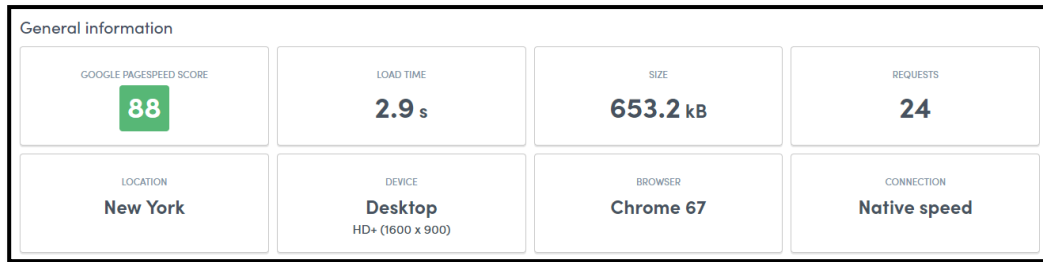 General information
GOOGLE PAGESPEED SCORE
88
LOAD TIME
2.9 s
SIZE
653.2 kB
REQUESTS
24
LOCATION
New York
DEVICE
Desktop
HD+ (1600 x 900)
BROWSER
Chrome 67
CONNECTION
Native speed